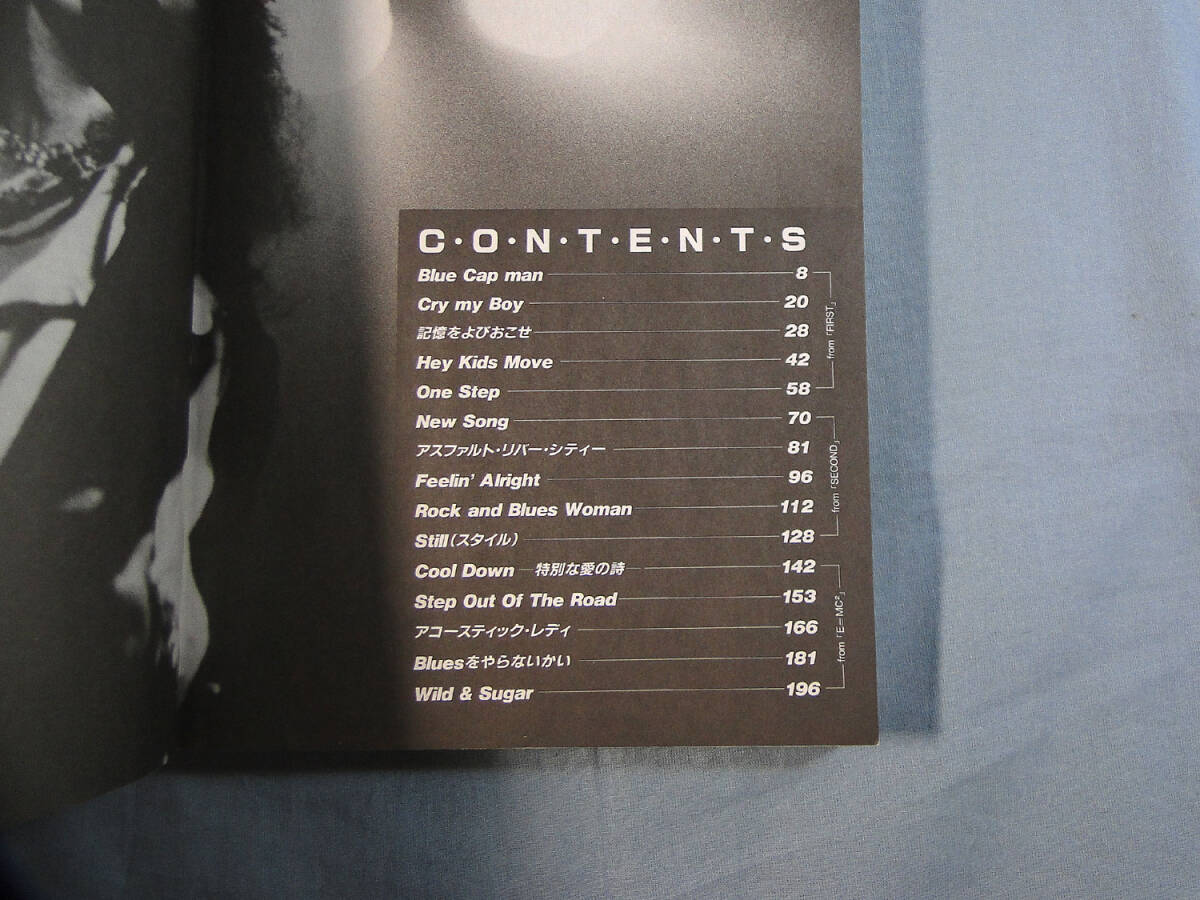 C·O·N·T·E·N·T·S
Blue Cap man 8
Cry my Boy 20
記憶をよびおこせ 28
Hey Kids Move 42
One Step 58
from「FIRST」
New Song 70
アスファルト・リバー・シティー 81
Feelin' Alright 96
Rock and Blues Woman 112
Still(スタイル) 128
from「SECOND」
Cool Down —特別な愛の詩— 142
Step Out Of The Road 153
アコースティック・レディ 166
Bluesをやらないかい 181
Wild & Sugar 196
from「E=MC²」